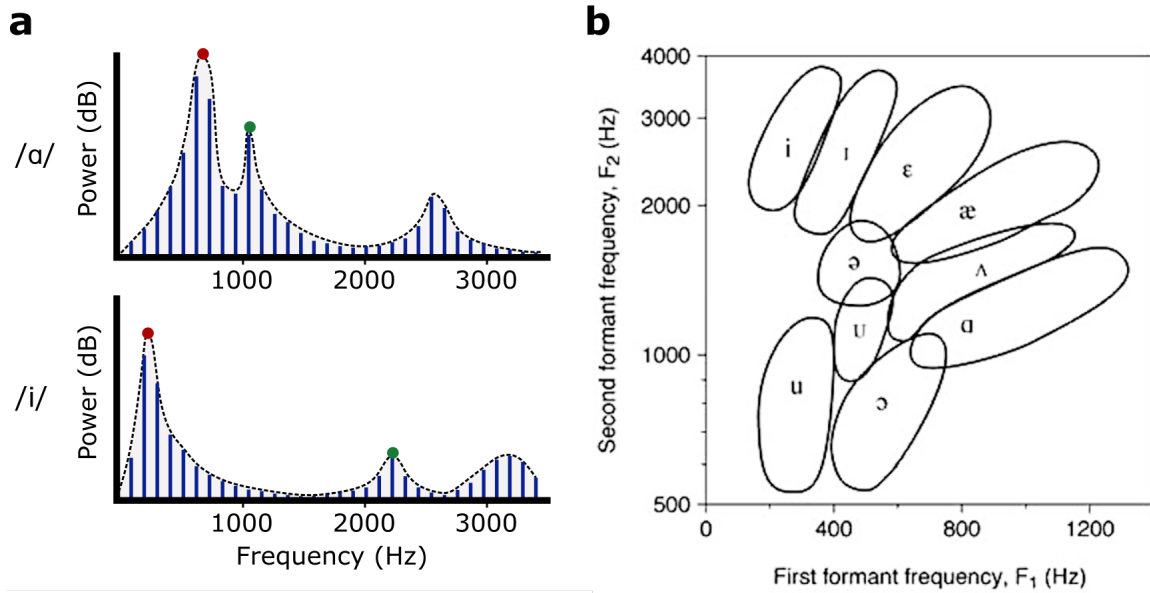 a
/ɑ/
Power (dB)
1000 2000 3000
/i/
Power (dB)
1000 2000 3000
Frequency (Hz)
b
Second formant frequency, F₂ (Hz)
4000
3000
2000
1000
500
i
ɪ
ɛ
æ
ə
ʌ
U
ɑ
u
ɔ
0 400 800 1200
First formant frequency, F₁ (Hz)